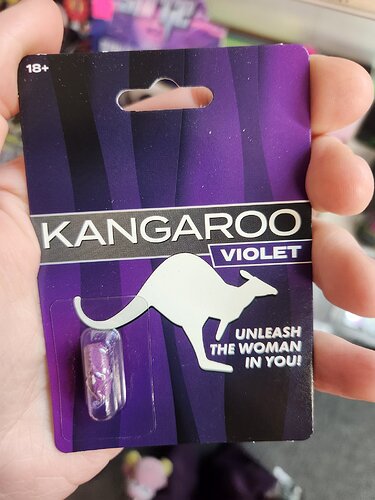 18+
KANGAROO
VIOLET
UNLEASH
THE WOMAN
IN YOU!